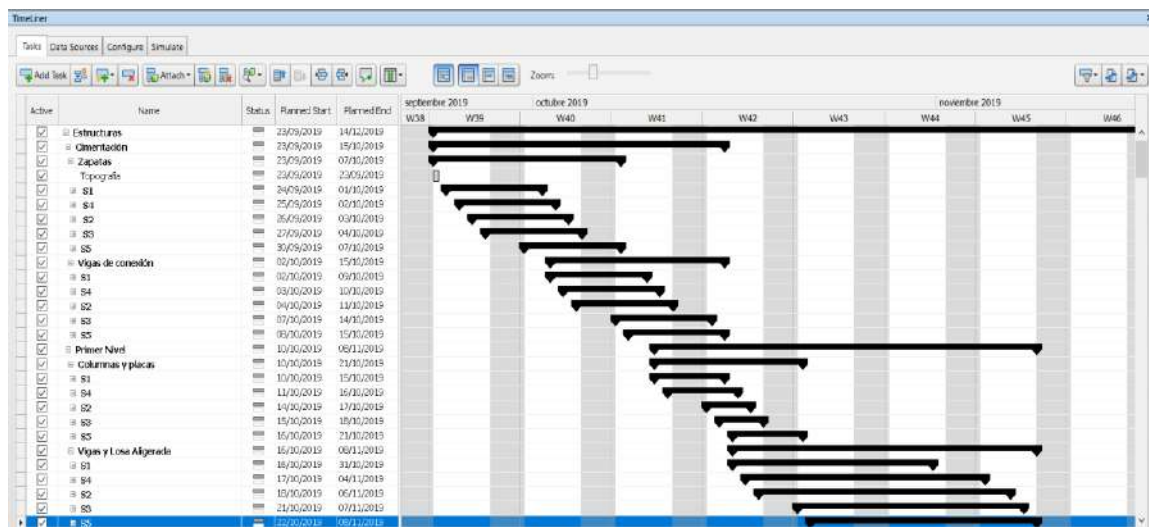 TimeLiner
Tasks Data Sources Configure Simulate
Add Task Attach Zoom:
Active Name Status Planned Start Planned End septiembre 2019 octubre 2019 noviembre 2019
W38 W39 W40 W41 W42 W43 W44 W45 W46
Estructuras 23/09/2019 14/12/2019
Cimentación 23/09/2019 15/10/2019
Zapatas 23/09/2019 07/10/2019
Topografía 23/09/2019 23/09/2019
S1 24/09/2019 01/10/2019
S4 25/09/2019 02/10/2019
S2 26/09/2019 03/10/2019
S3 27/09/2019 04/10/2019
S5 30/09/2019 07/10/2019
Vigas de conexión 02/10/2019 15/10/2019
S1 02/10/2019 09/10/2019
S4 03/10/2019 10/10/2019
S2 04/10/2019 11/10/2019
S3 07/10/2019 14/10/2019
S5 08/10/2019 15/10/2019
Primer Nivel 10/10/2019 08/11/2019
Columnas y placas 10/10/2019 21/10/2019
S1 10/10/2019 15/10/2019
S4 11/10/2019 16/10/2019
S2 14/10/2019 17/10/2019
S3 15/10/2019 18/10/2019
S5 16/10/2019 21/10/2019
Vigas y Losa Aligerada 16/10/2019 08/11/2019
S1 16/10/2019 31/10/2019
S4 17/10/2019 04/11/2019
S2 18/10/2019 06/11/2019
S3 21/10/2019 07/11/2019
S5 22/10/2019 08/11/2019